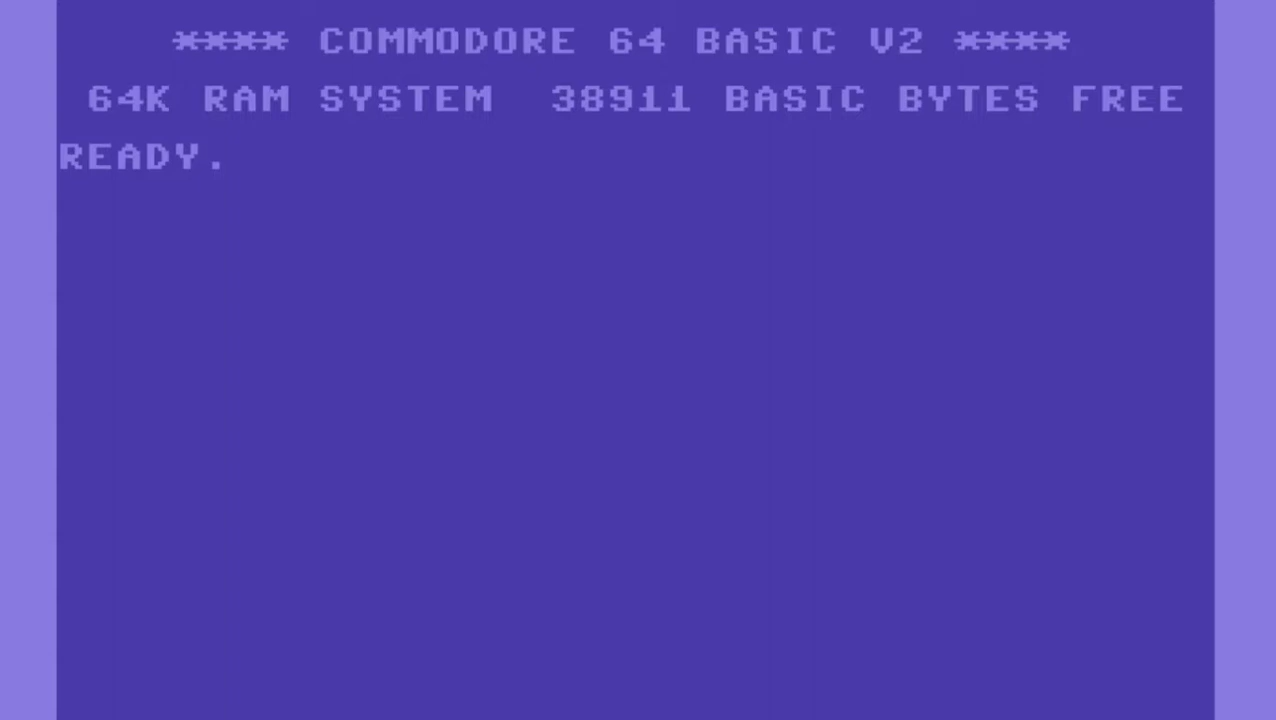 **** COMMODORE 64 BASIC V2 ****
64K RAM SYSTEM  38911 BASIC BYTES FREE
READY.